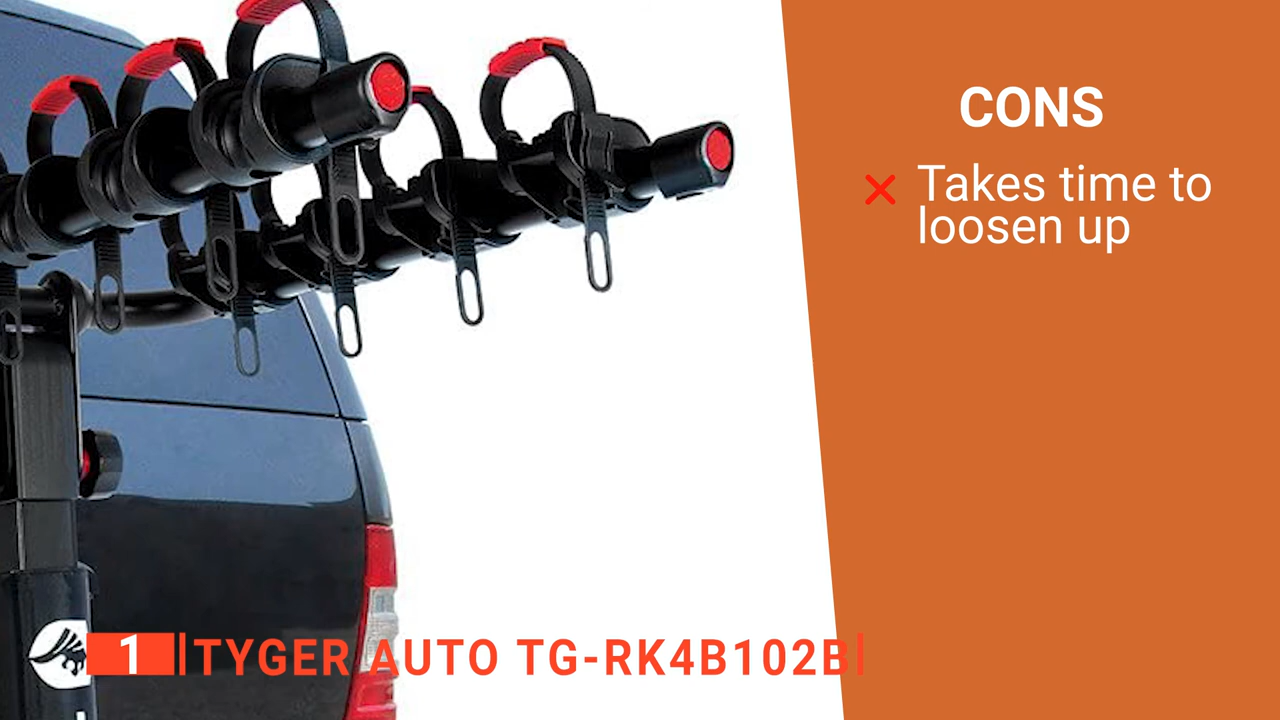 CONS
Takes time to
loosen up
1
TYGER AUTO TG-RK4B102B